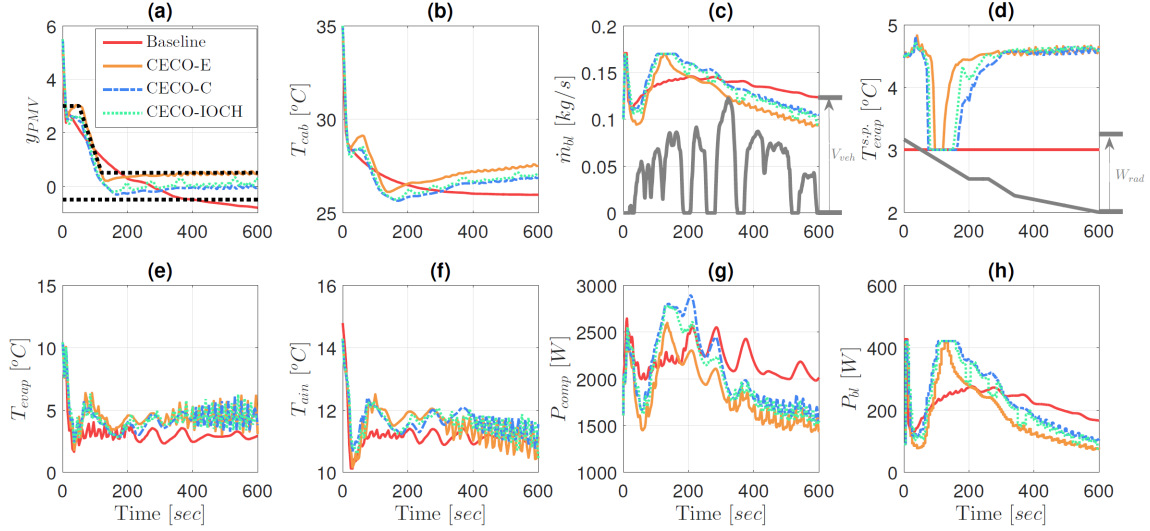 (a) (b) (c) (d)
6
4
2
0
0 200 400 600
y_PMV
Baseline
CECO-E
CECO-C
CECO-IOCH
35
30
25
0 200 400 600
T_cab [°C]
0.2
0.15
0.1
0.05
0
0 200 400 600
ṁ_bl [kg/s]
V_veh
5
4
3
2
0 200 400 600
T_evap^s.p. [°C]
W_rad
(e) (f) (g) (h)
15
10
5
0
0 200 400 600
T_evap [°C]
Time [sec]
16
14
12
10
0 200 400 600
T_ain [°C]
Time [sec]
3000
2500
2000
1500
1000
0 200 400 600
P_comp [W]
Time [sec]
600
400
200
0
0 200 400 600
P_bl [W]
Time [sec]